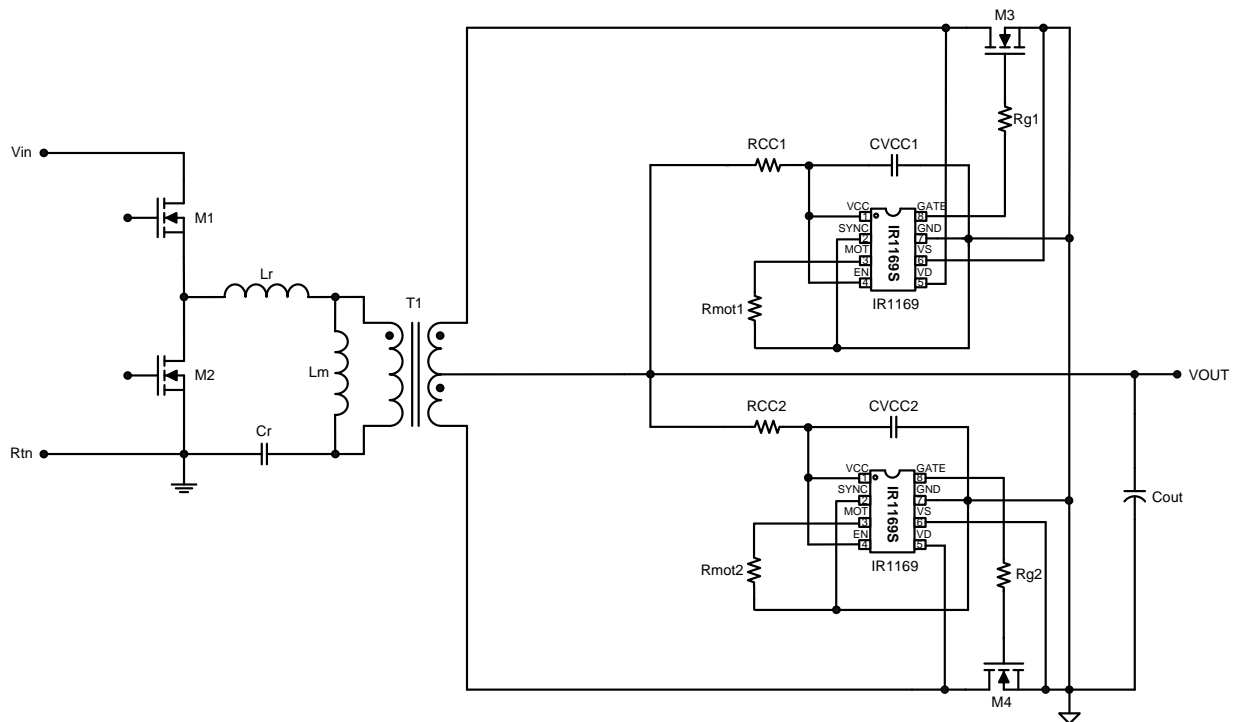 M3
Rg1
RCC1
CVCC1
Vin
M1
VCC
GATE
1
8
SYNC
GND
2
7
MOT
VS
3
6
EN
VD
4
5
IR1169S
IR1169
Rmot1
Lr
T1
M2
Lm
VOUT
RCC2
CVCC2
Cr
Rtn
VCC
GATE
1
8
SYNC
GND
2
7
MOT
VS
3
6
EN
VD
4
5
IR1169S
IR1169
Rmot2
Rg2
Cout
M4